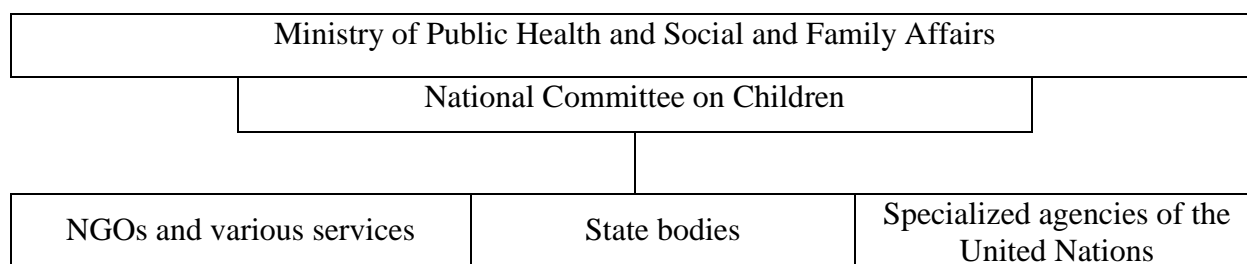 Ministry of Public Health and Social and Family Affairs
National Committee on Children
NGOs and various services
State bodies
Specialized agencies of the
United Nations